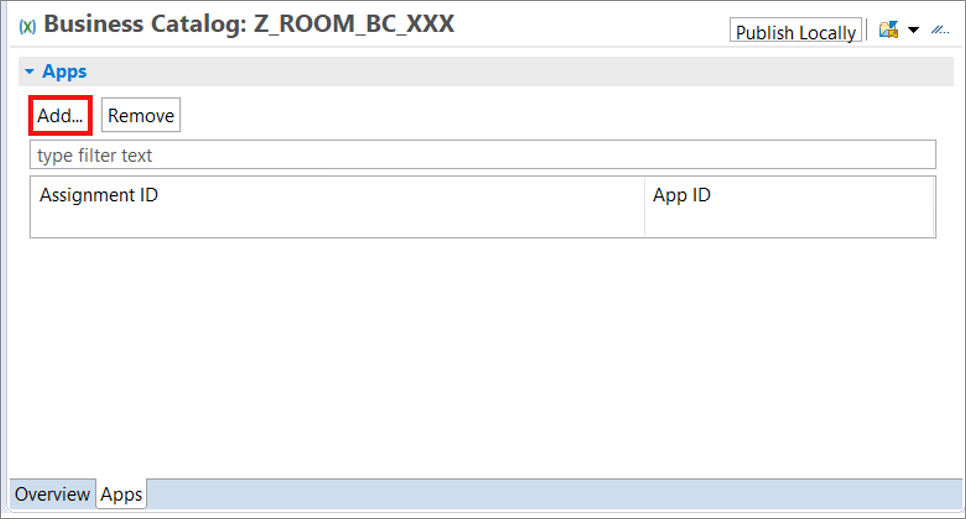 Business Catalog: Z_ROOM_BC_XXX
Publish Locally
Apps
Add... Remove
type filter text
Assignment ID App ID
Overview Apps